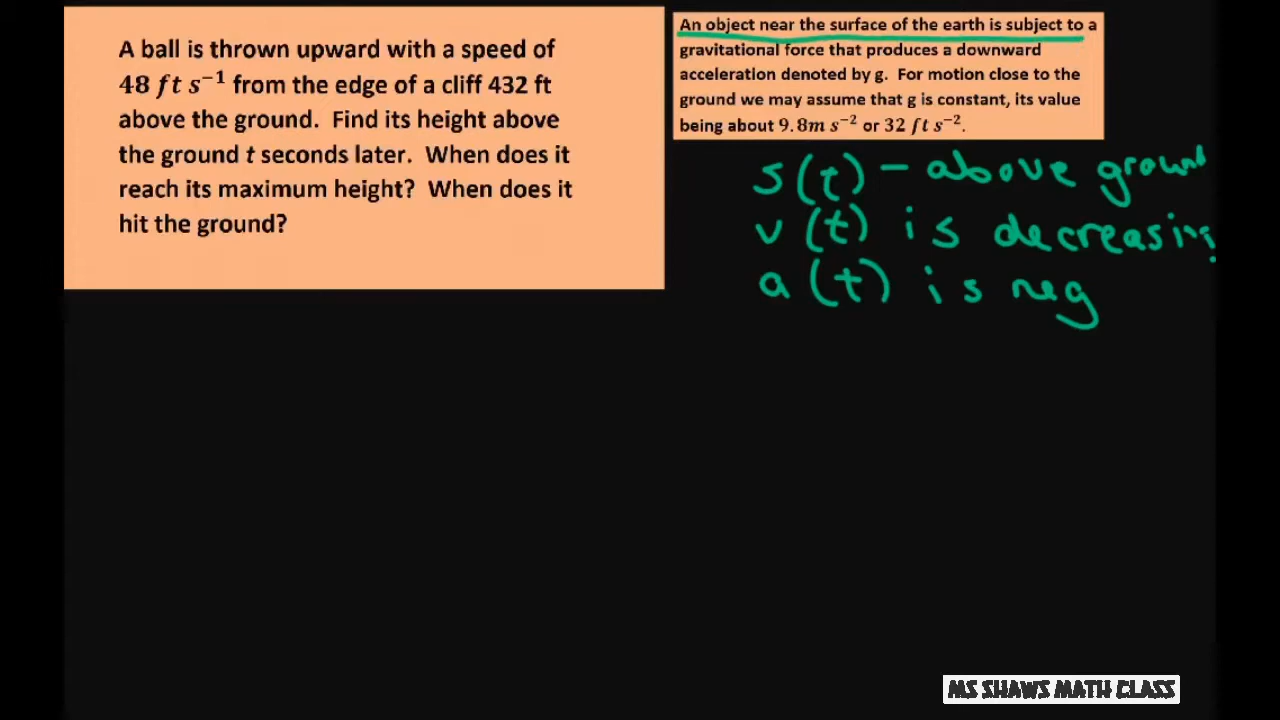 A ball is thrown upward with a speed of
48 ft s⁻¹ from the edge of a cliff 432 ft
above the ground. Find its height above
the ground t seconds later. When does it
reach its maximum height? When does it
hit the ground?
An object near the surface of the earth is subject to a
gravitational force that produces a downward
acceleration denoted by g. For motion close to the
ground we may assume that g is constant, its value
being about 9.8m s⁻² or 32 ft s⁻².
s(t) - above ground
v(t) is decreasing
a(t) is neg
MS SHAWS MATH CLASS